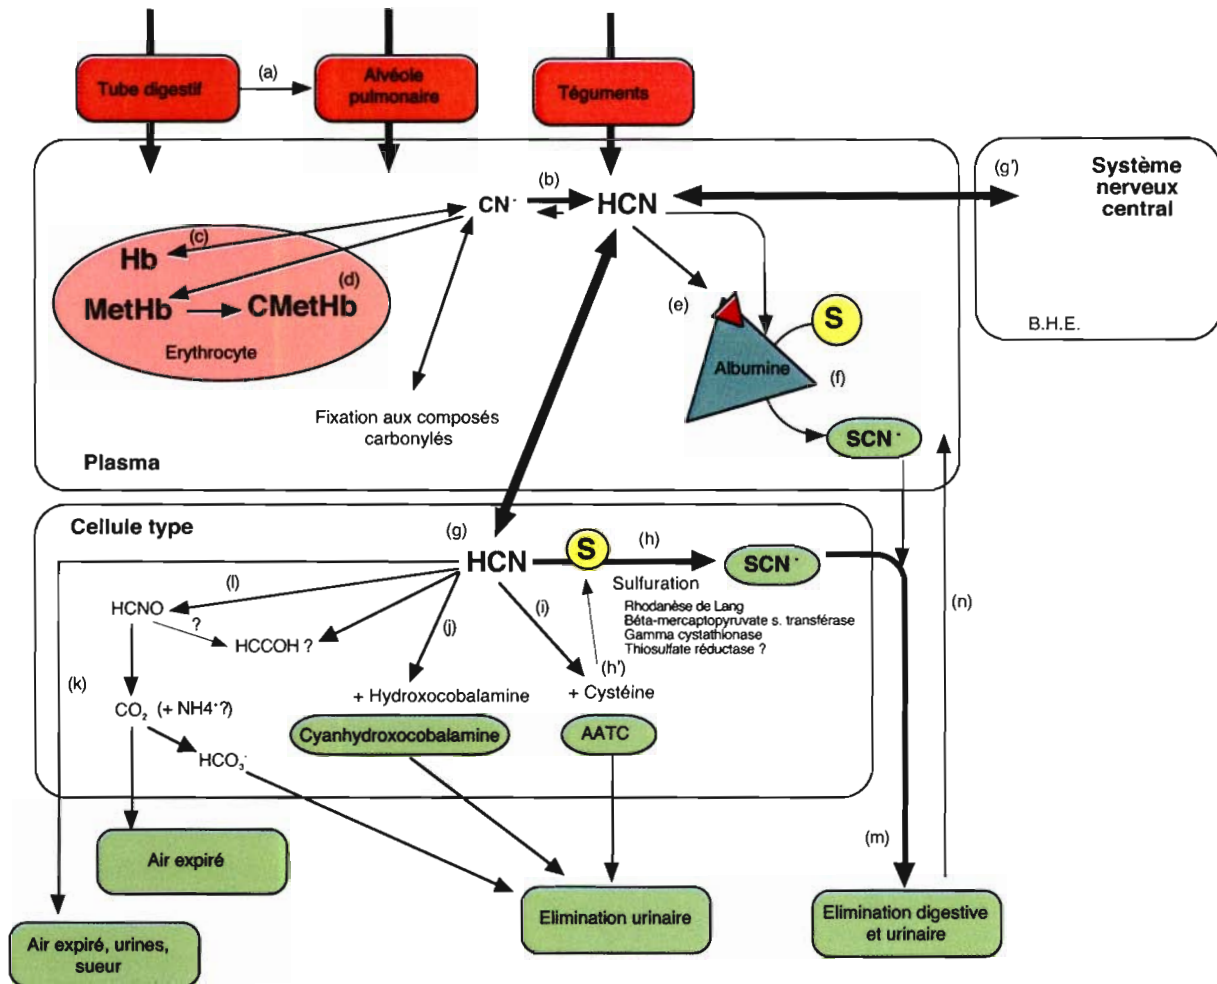 Tube digestif
(a)
Alvéole
pulmonaire
Téguments
(g')
Système
nerveux
central
B.H.E.
(b)
CN⁻
HCN
(c)
Hb
(d)
MetHb
CMetHb
Erythrocyte
(e)
S
Albumine
(f)
Fixation aux composés
carbonylés
SCN⁻
Plasma
Cellule type
(g)
HCN
S
(h)
SCN⁻
Sulfuration
Rhodanèse de Lang
Béta-mercaptopyruvate s. transférase
Gamma cystathionase
Thiosulfate réductase ?
(l)
HCNO
?
HCCOH ?
(i)
(j)
(n)
(h')
(k)
+ Hydroxocobalamine
+ Cystéine
CO₂ (+ NH4⁺?)
Cyanhydroxocobalamine
AATC
HCO₃⁻
(m)
Air expiré
Elimination urinaire
Elimination digestive
et urinaire
Air expiré, urines,
sueur